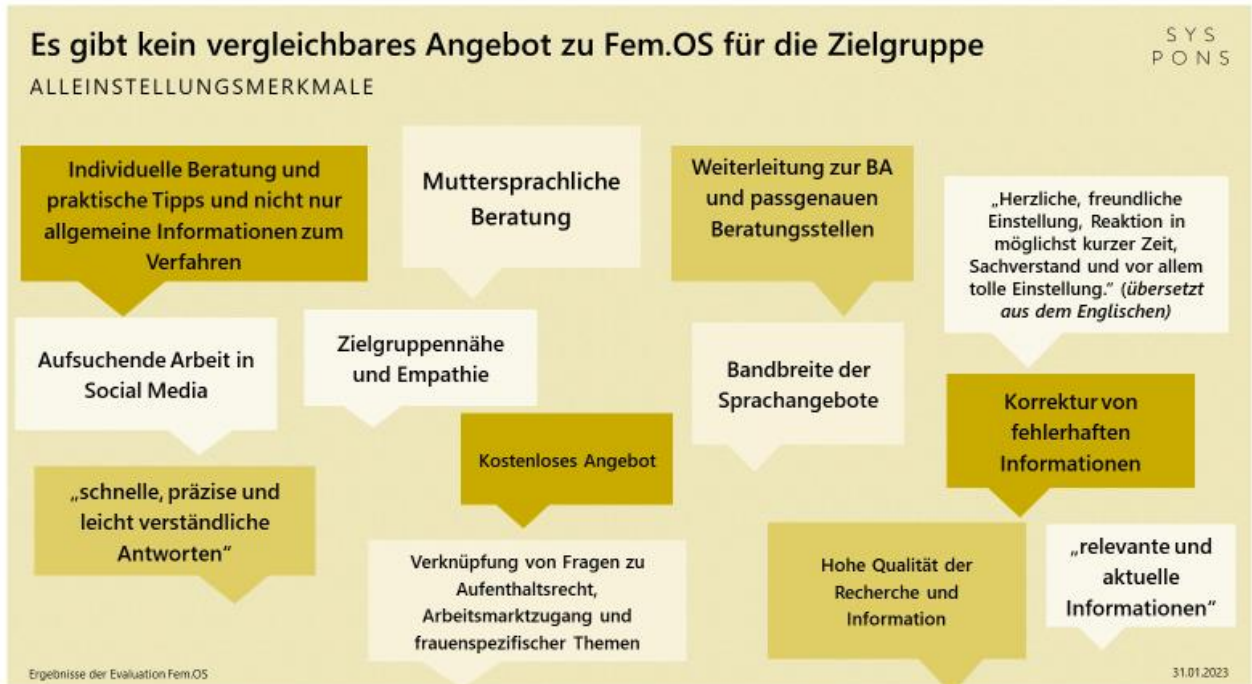 Es gibt kein vergleichbares Angebot zu Fem.OS für die Zielgruppe
SYS
PONS
ALLEINSTELLUNGSMERKMALE
Individuelle Beratung und
praktische Tipps und nicht nur
allgemeine Informationen zum
Verfahren
Muttersprachliche
Beratung
Weiterleitung zur BA
und passgenauen
Beratungsstellen
„Herzliche, freundliche
Einstellung, Reaktion in
möglichst kurzer Zeit,
Sachverstand und vor allem
tolle Einstellung.“ (übersetzt
aus dem Englischen)
Aufsuchende Arbeit in
Social Media
Zielgruppennähe
und Empathie
Bandbreite der
Sprachangebote
Korrektur von
fehlerhaften
Informationen
„schnelle, präzise und
leicht verständliche
Antworten“
Kostenloses Angebot
Verknüpfung von Fragen zu
Aufenthaltsrecht,
Arbeitsmarktzugang und
frauenspezifischer Themen
Hohe Qualität der
Recherche und
Information
„relevante und
aktuelle
Informationen“
Ergebnisse der Evaluation Fem.OS
31.01.2023